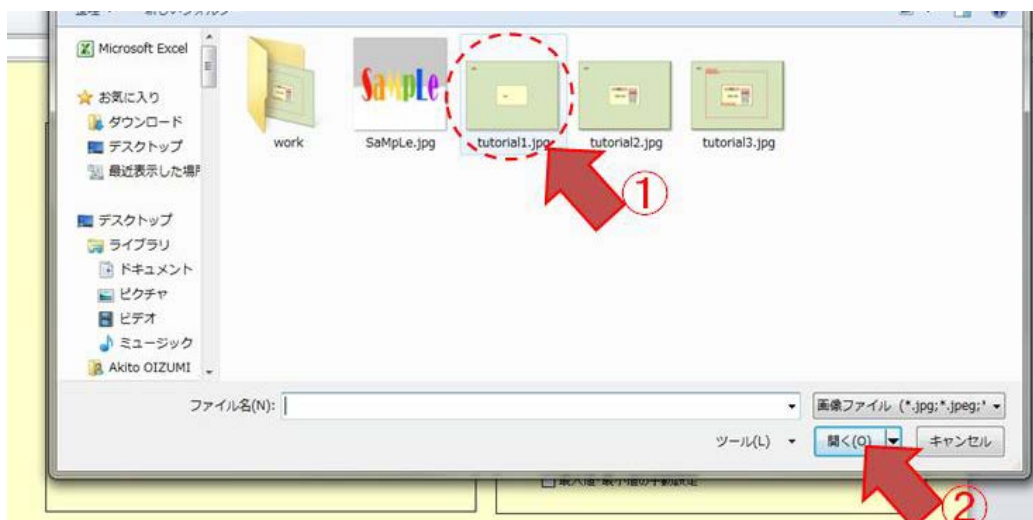 Microsoft Excel
お気に入り
ダウンロード
デスクトップ
最近表示した場所
デスクトップ
ライブラリ
ドキュメント
ピクチャ
ビデオ
ミュージック
Akito OIZUMI
work
SaMpLe
SaMpLe.jpg
tutorial1.jpg
tutorial2.jpg
tutorial3.jpg
①
ファイル名(N):
画像ファイル (*.jpg;*.jpeg;*
ツール(L)
開く(O)
キャンセル
②